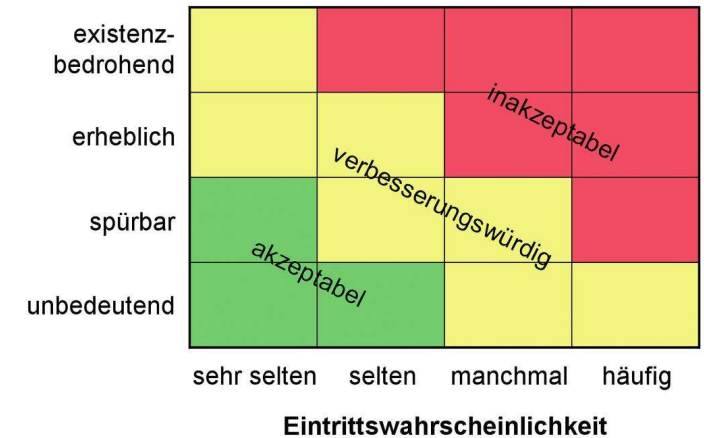 existenz-
bedrohend
inakzeptabel
erheblich
verbesserungswürdig
spürbar
akzeptabel
unbedeutend
sehr selten selten manchmal häufig
Eintrittswahrscheinlichkeit